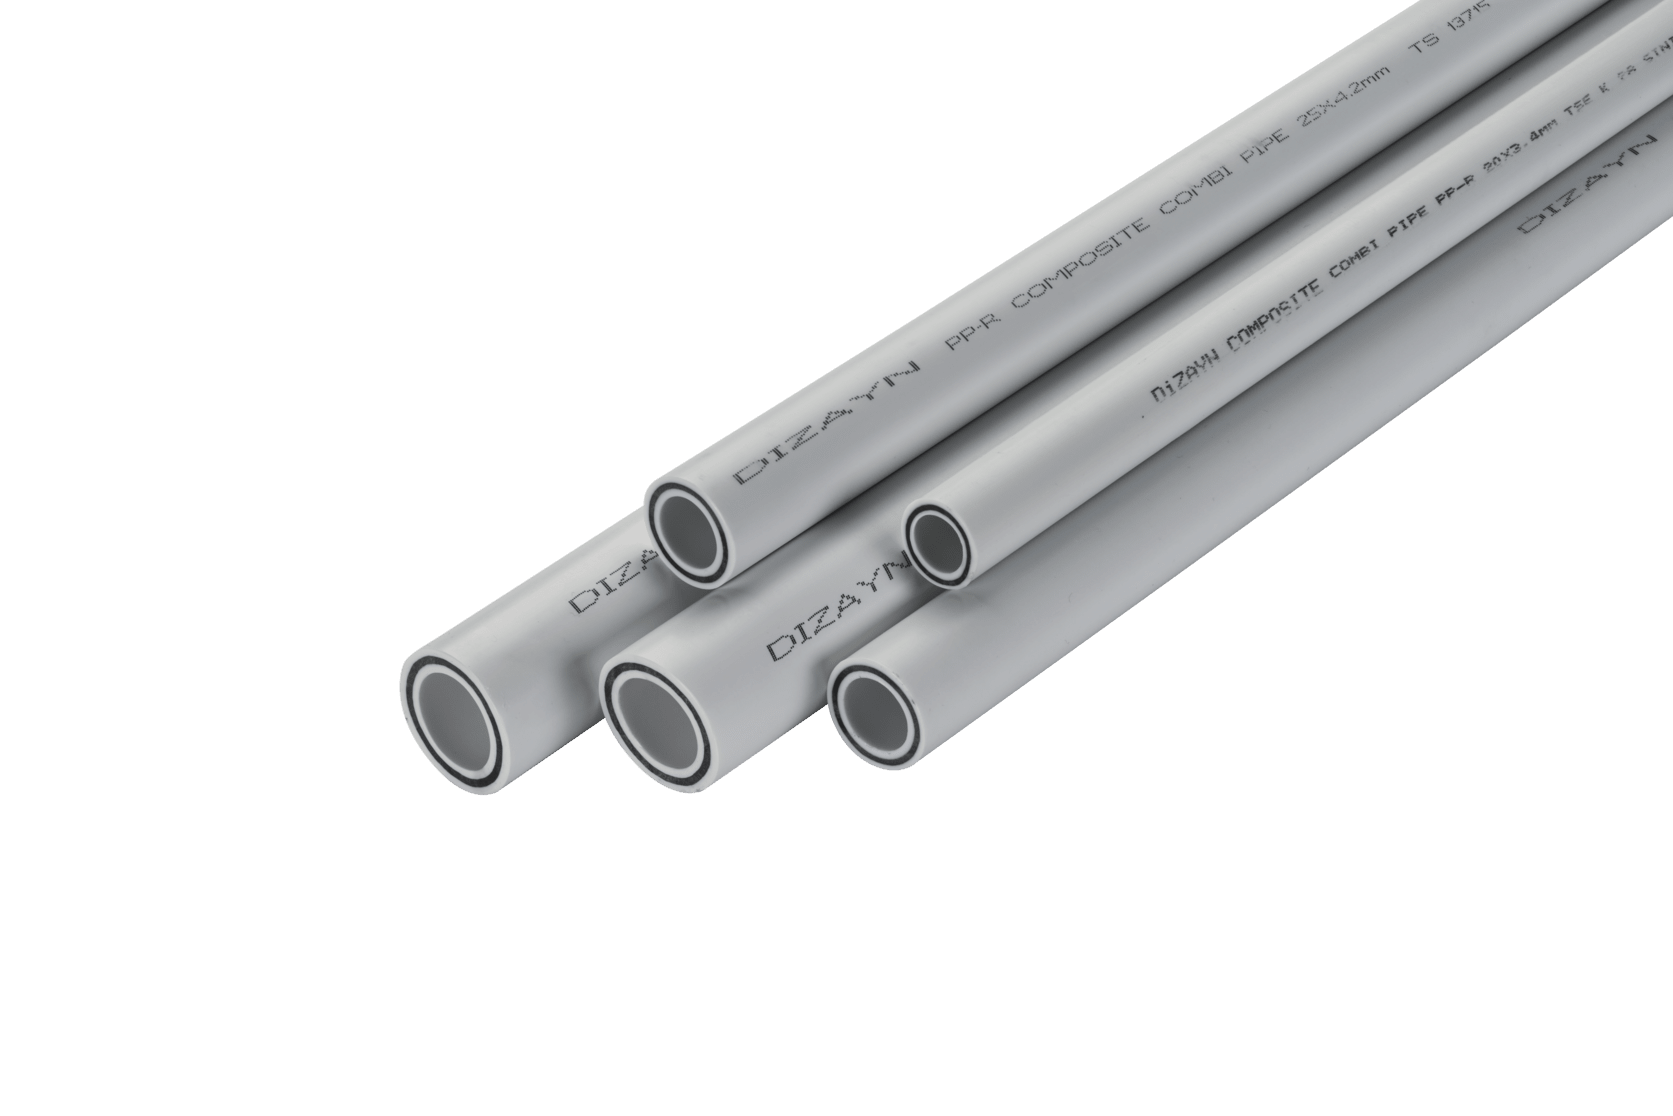 DIZAYN PP-R COMPOSITE COMBI PIPE 25X4.2mm TS 13715
DiZAYN COMPOSITE COMBI PIPE PP-R 20X3.4mm TSE K
DIZAYN
DIZA
DIZAYN